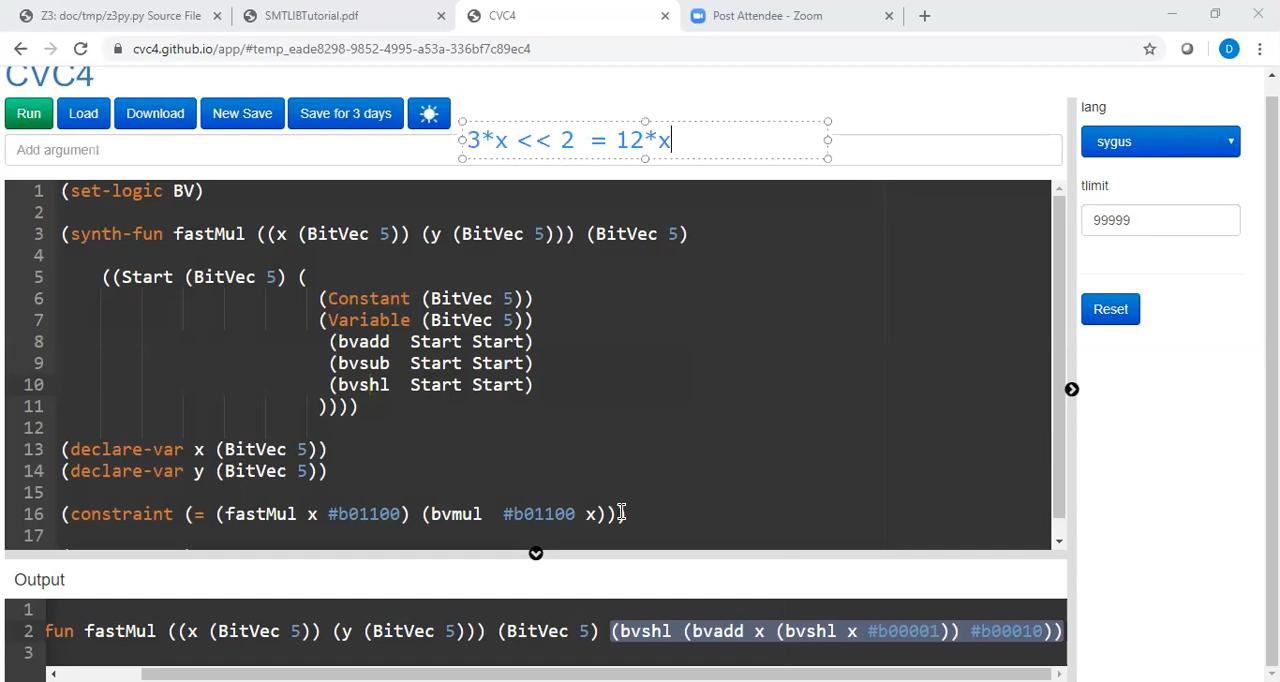 Z3: doc/tmp/z3py.py Source File × SMTLIBTutorial.pdf × CVC4 × Post Attendee - Zoom ×
cvc4.github.io/app/#temp_eade8298-9852-4995-a53a-336bf7c89ec4 D
CVC4
Run Load Download New Save Save for 3 days
3*x << 2 = 12*x
Add argument
lang
sygus
tlimit
99999
Reset
1 (set-logic BV)
2
3 (synth-fun fastMul ((x (BitVec 5)) (y (BitVec 5))) (BitVec 5)
4
5 ((Start (BitVec 5) (
6 (Constant (BitVec 5))
7 (Variable (BitVec 5))
8 (bvadd Start Start)
9 (bvsub Start Start)
10 (bvshl Start Start)
11 ))))
12
13 (declare-var x (BitVec 5))
14 (declare-var y (BitVec 5))
15
16 (constraint (= (fastMul x #b01100) (bvmul #b01100 x)))
17
Output
1
2 fun fastMul ((x (BitVec 5)) (y (BitVec 5))) (BitVec 5) (bvshl (bvadd x (bvshl x #b00001)) #b00010))
3